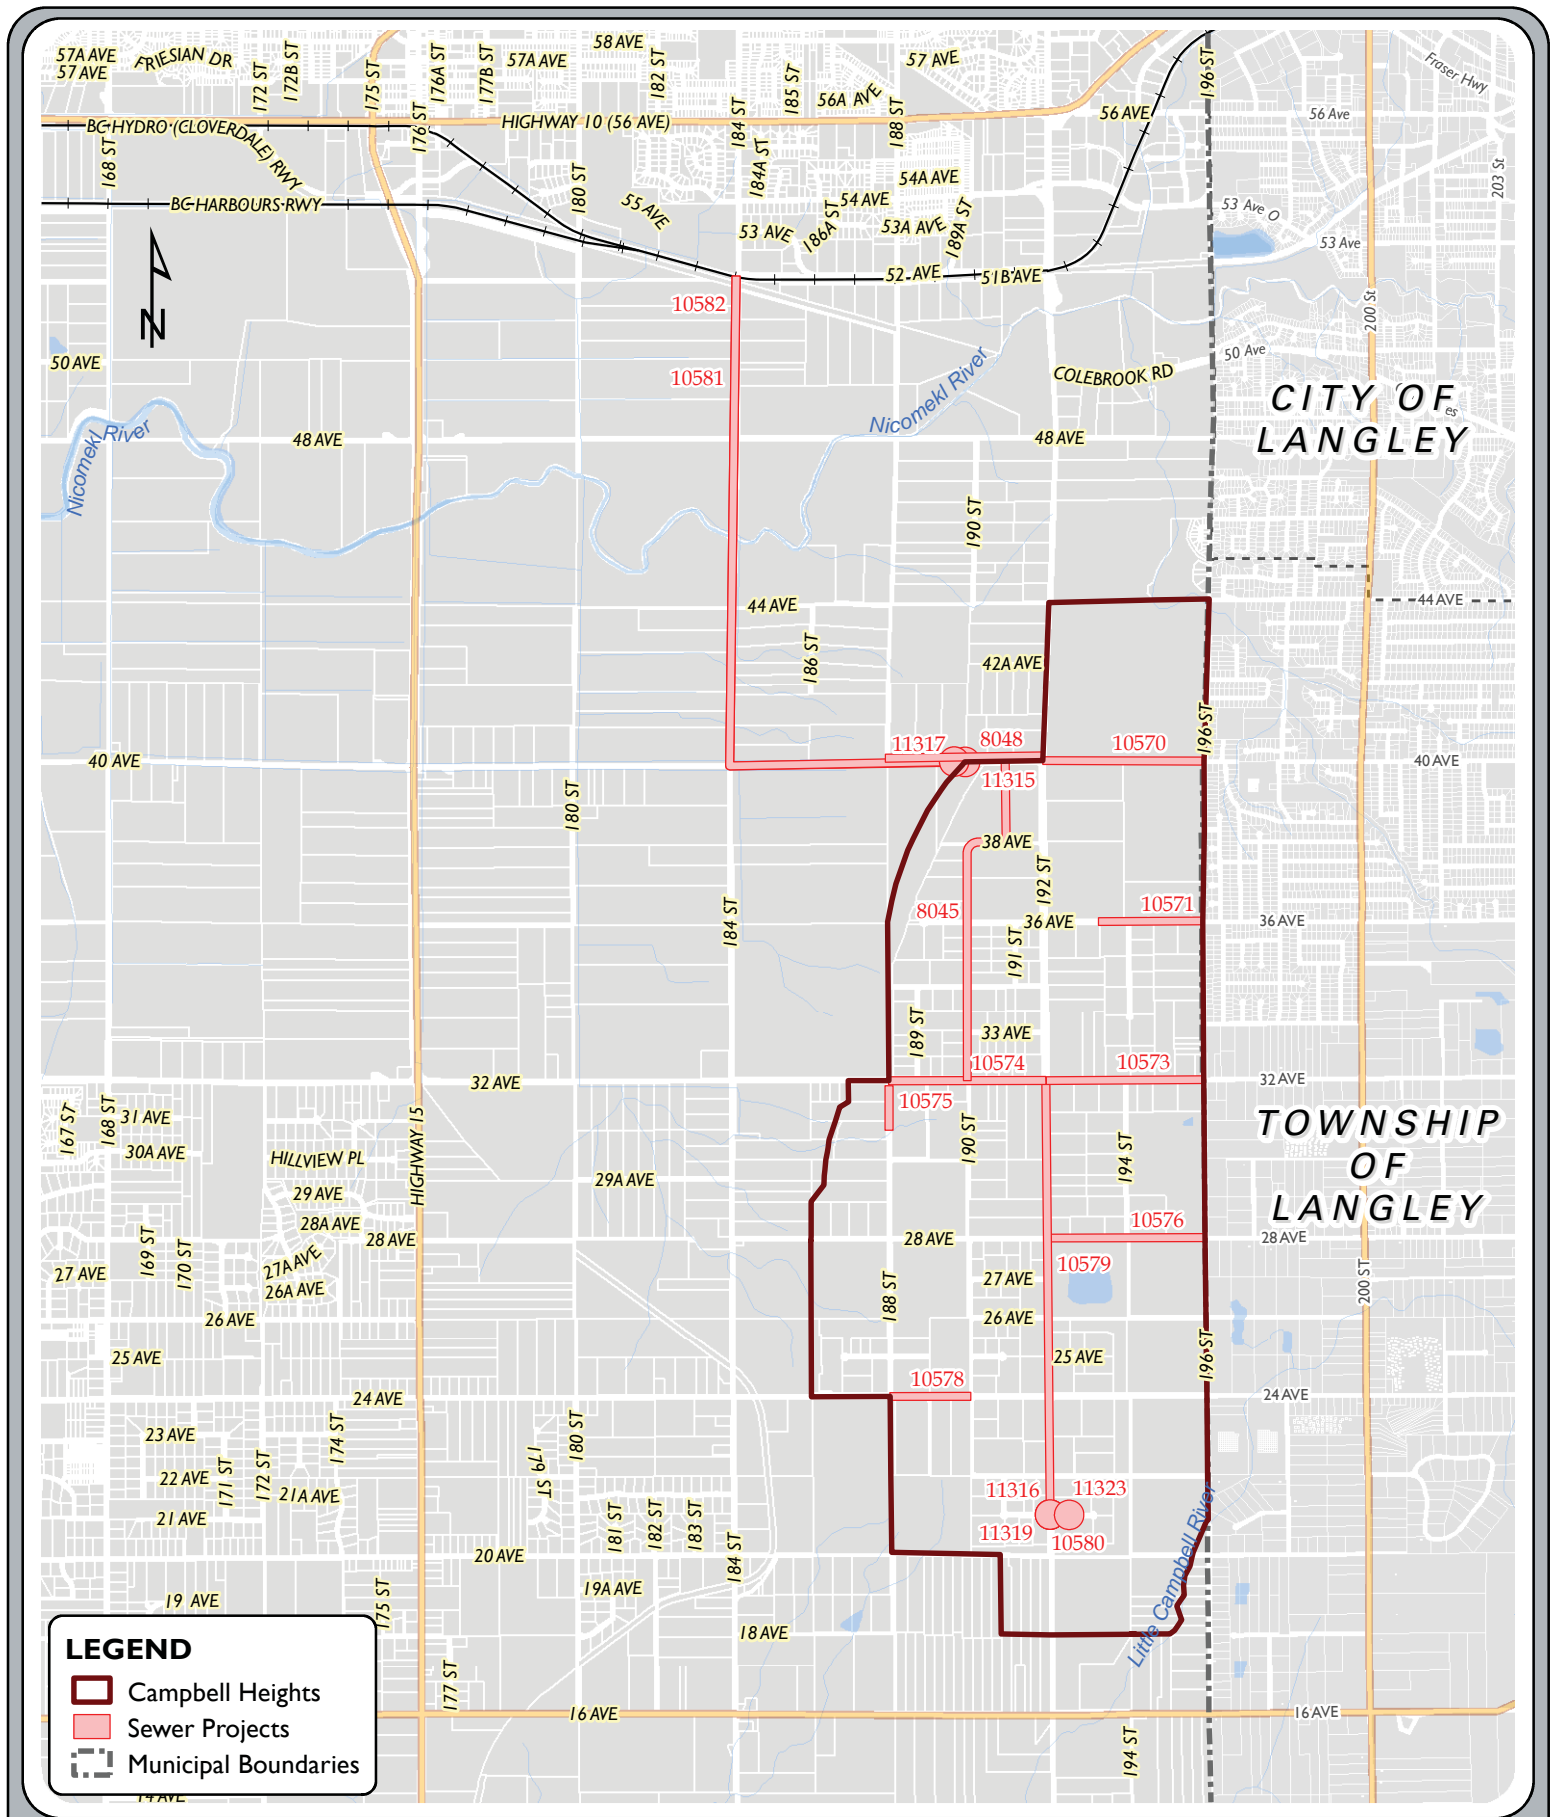 58 AVE
57A AVE
57 AVE
FRIESIAN DR
172 ST
172B ST
175 ST
176A ST
177B ST
57A AVE
182 ST
185 ST
57 AVE
196 ST
Fraser Hwy
56A AVE
56 AVE
56 Ave
BC HYDRO (CLOVERDALE) RWY
176 ST
HIGHWAY 10 (56 AVE)
184 ST
188 ST
168 ST
184A ST
203 St
180 ST
54A AVE
54 AVE
BC HARBOURS RWY
55 AVE
53 AVE
186A ST
53A AVE
189A ST
53 Ave
53 Ave
52 AVE
51B AVE
N
10582
200 St
50 AVE
10581
Nicomekl River
COLEBROOK RD
50 Ave
CITY OF
LANGLEY
es
Nicomekl River
48 AVE
48 AVE
190 ST
44 AVE
44 AVE
186 ST
42A AVE
196 ST
11317
8048
10570
40 AVE
40 AVE
11315
180 ST
38 AVE
192 ST
184 ST
8045
10571
36 AVE
36 AVE
191 ST
189 ST
33 AVE
10574
10573
32 AVE
32 AVE
10575
167 ST
168 ST
31 AVE
HIGHWAY 15
TOWNSHIP
OF
LANGLEY
30A AVE
HILLVIEW PL
190 ST
194 ST
29A AVE
29 AVE
28A AVE
10576
169 ST
170 ST
28 AVE
28 AVE
28 AVE
27A AVE
27 AVE
10579
27 AVE
26A AVE
188 ST
200 ST
26 AVE
26 AVE
25 AVE
25 AVE
196 ST
10578
24 AVE
24 AVE
23 AVE
174 ST
180 ST
22 AVE
171 ST
172 ST
179 ST
21A AVE
11316
11323
21 AVE
181 ST
182 ST
183 ST
11319
10580
20 AVE
184 ST
Little Campbell River
19A AVE
19 AVE
175 ST
18 AVE
177 ST
16 AVE
16 AVE
194 ST
LEGEND
Campbell Heights
Sewer Projects
Municipal Boundaries
14 AVE